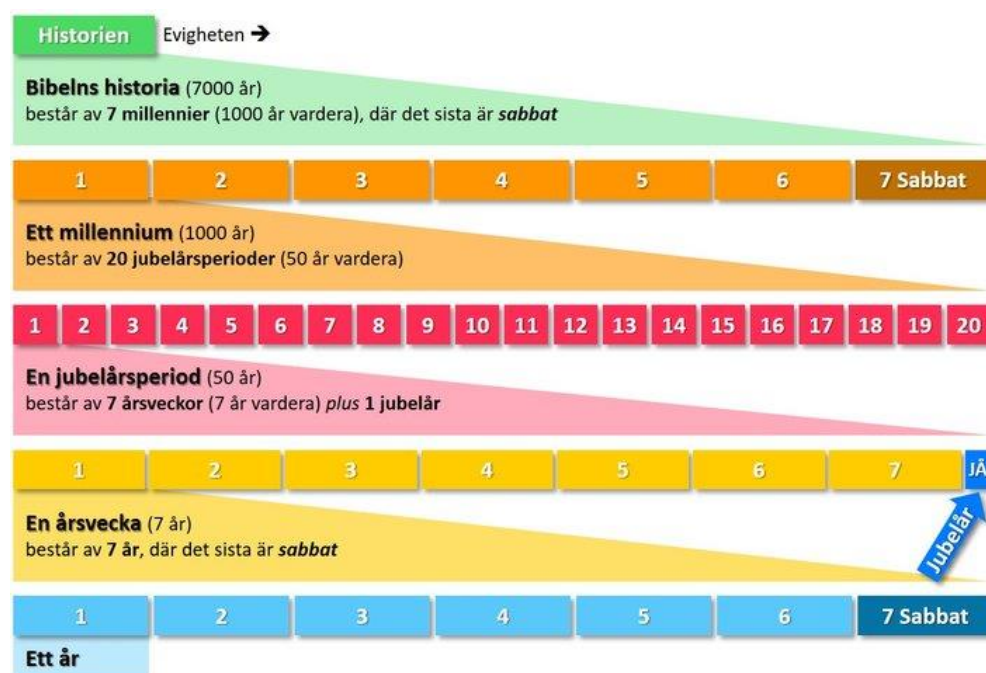 Historien Evigheten ➔
Bibelns historia (7000 år)
består av 7 millennier (1000 år vardera), där det sista är sabbat
1 2 3 4 5 6 7 Sabbat
Ett millennium (1000 år)
består av 20 jubelårsperioder (50 år vardera)
1 2 3 4 5 6 7 8 9 10 11 12 13 14 15 16 17 18 19 20
En jubelårsperiod (50 år)
består av 7 årsveckor (7 år vardera) plus 1 jubelår
1 2 3 4 5 6 7 JÅ
En årsvecka (7 år)
består av 7 år, där det sista är sabbat
Jubelår
1 2 3 4 5 6 7 Sabbat
Ett år